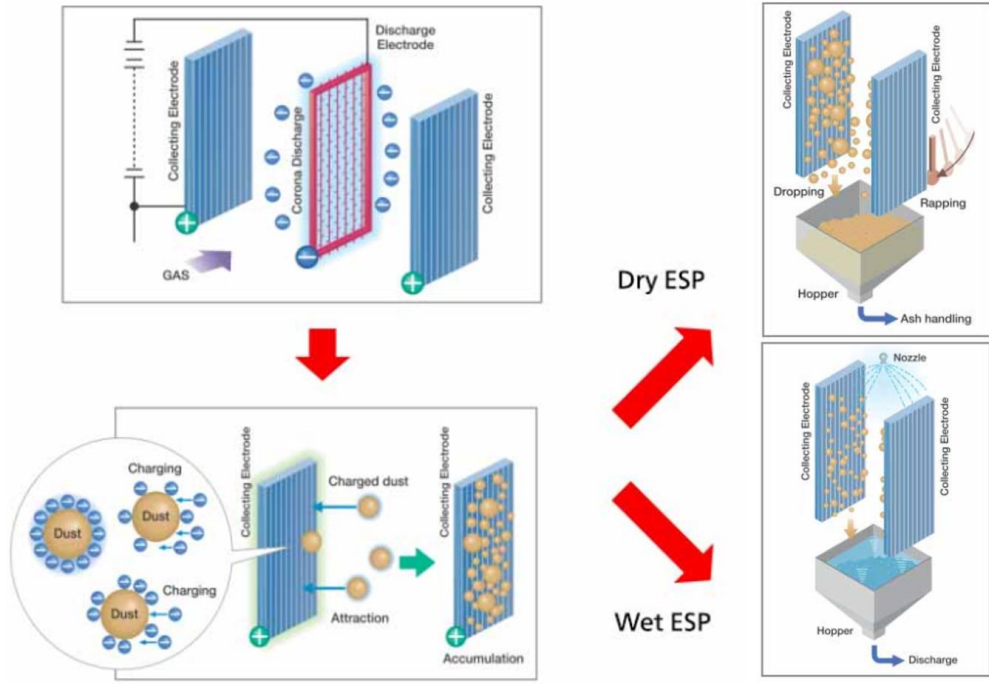 Discharge
Electrode
Collecting Electrode
Corona Discharge
Collecting Electrode
GAS
Charging
Charging
Dust
Dust
Dust
Charging
Collecting Electrode
Charged dust
Attraction
Collecting Electrode
Accumulation
Dry ESP
Collecting Electrode
Collecting Electrode
Dropping
Rapping
Hopper
Ash handling
Wet ESP
Nozzle
Collecting Electrode
Collecting Electrode
Hopper
Discharge